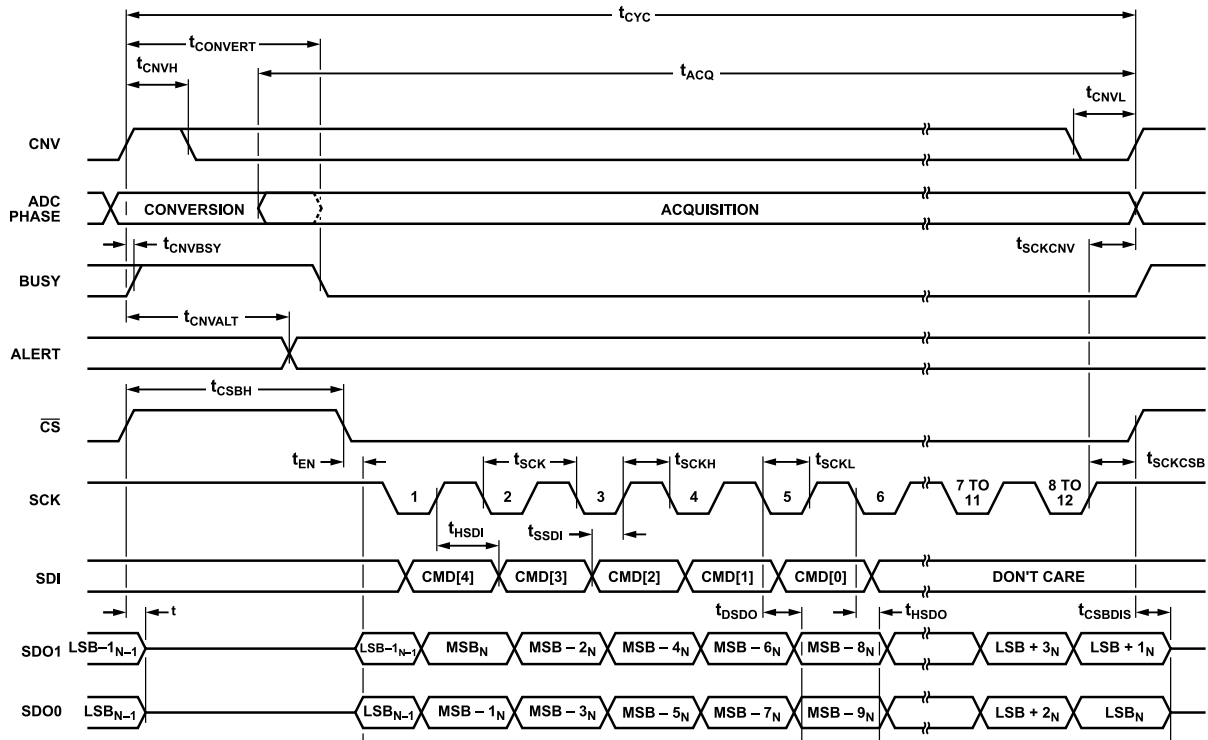 tCYC
tCONVERT
tCNVH
tACQ
tCNVL
CNV
ADC
PHASE
CONVERSION
ACQUISITION
tCNVBSY
tSCKCNV
BUSY
tCNVALT
ALERT
tCSBH
CS
tEN
tSCK
tSCKH
tSCKL
tSCKCSB
SCK
1
2
3
4
5
6
7 TO
11
8 TO
12
tHSDI
tSSDI
SDI
CMD[4]
CMD[3]
CMD[2]
CMD[1]
CMD[0]
DON'T CARE
t
tDSDO
tHSDO
tCSBDIS
SDO1
LSB–1N–1
LSB–1N–1
MSBN
MSB – 2N
MSB – 4N
MSB – 6N
MSB – 8N
LSB + 3N
LSB + 1N
SDO0
LSBN–1
LSBN–1
MSB – 1N
MSB – 3N
MSB – 5N
MSB – 7N
MSB – 9N
LSB + 2N
LSBN